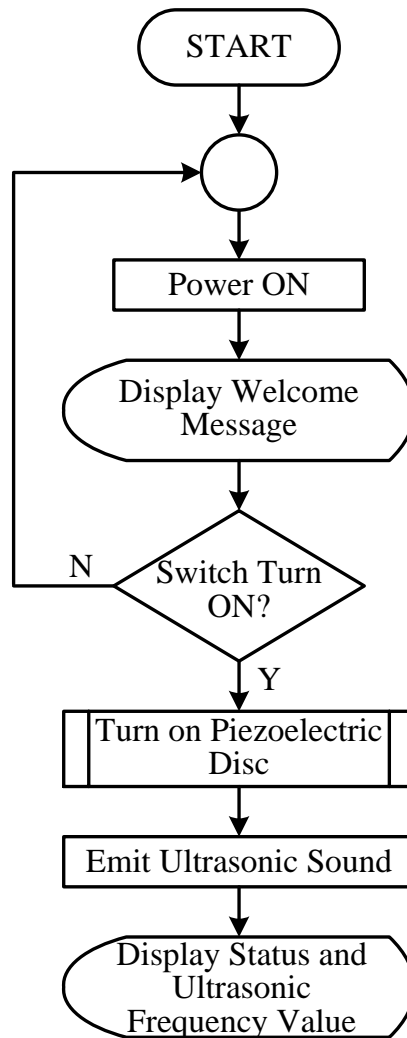 START
Power ON
Display Welcome
Message
Switch Turn
ON?
N
Y
Turn on Piezoelectric
Disc
Emit Ultrasonic Sound
Display Status and
Ultrasonic
Frequency Value